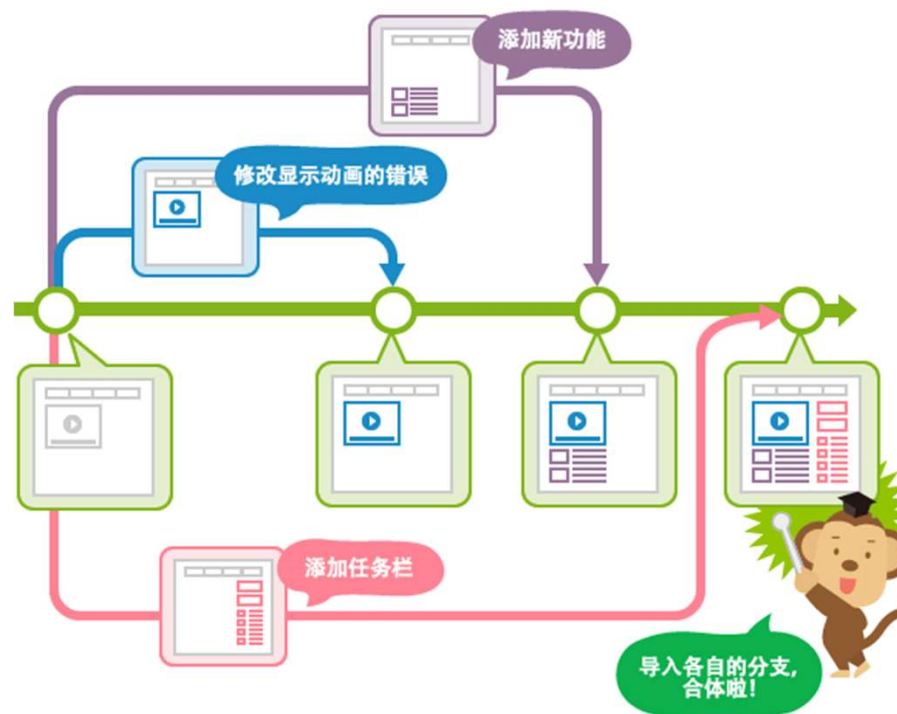 添加新功能
修改显示动画的错误
添加任务栏
导入各自的分支,
合体啦!